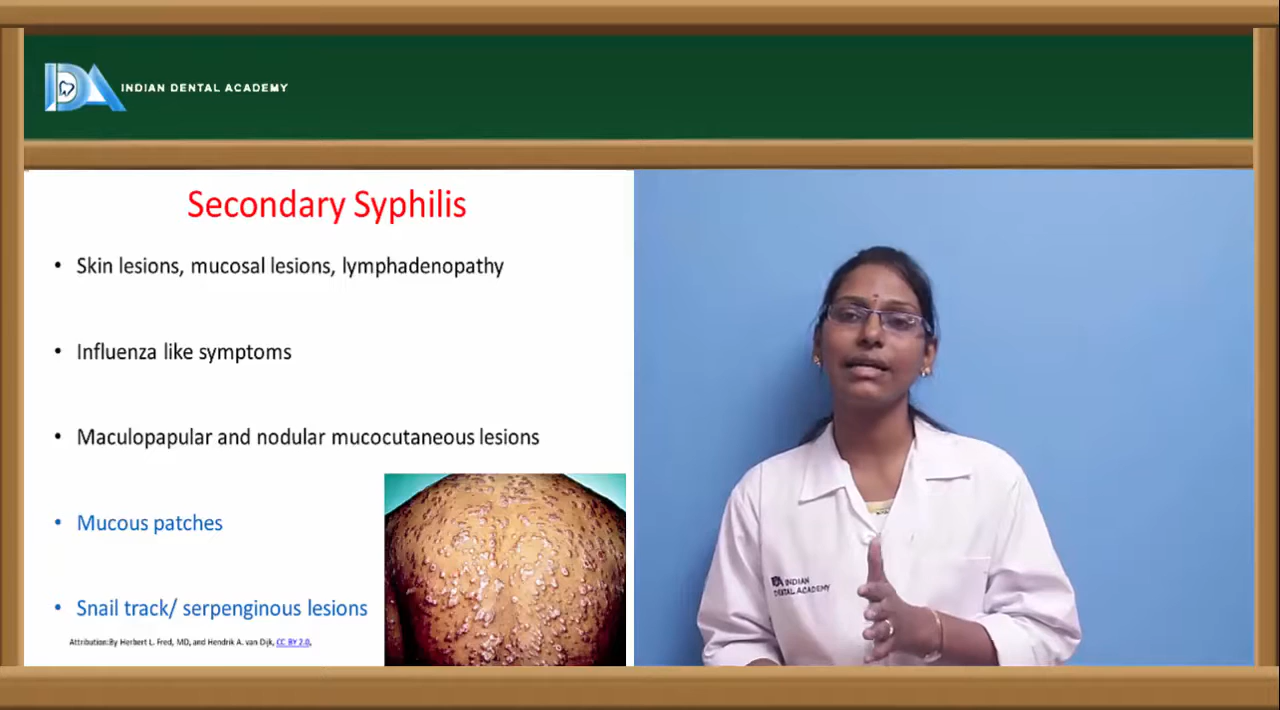 INDIAN DENTAL ACADEMY
Secondary Syphilis
• Skin lesions, mucosal lesions, lymphadenopathy
• Influenza like symptoms
• Maculopapular and nodular mucocutaneous lesions
• Mucous patches
• Snail track/ serpenginous lesions
Attribution:By Herbert L. Fred, MD, and Hendrik A. van Dijk, CC BY 2.0,
INDIAN
DENTAL ACADEMY